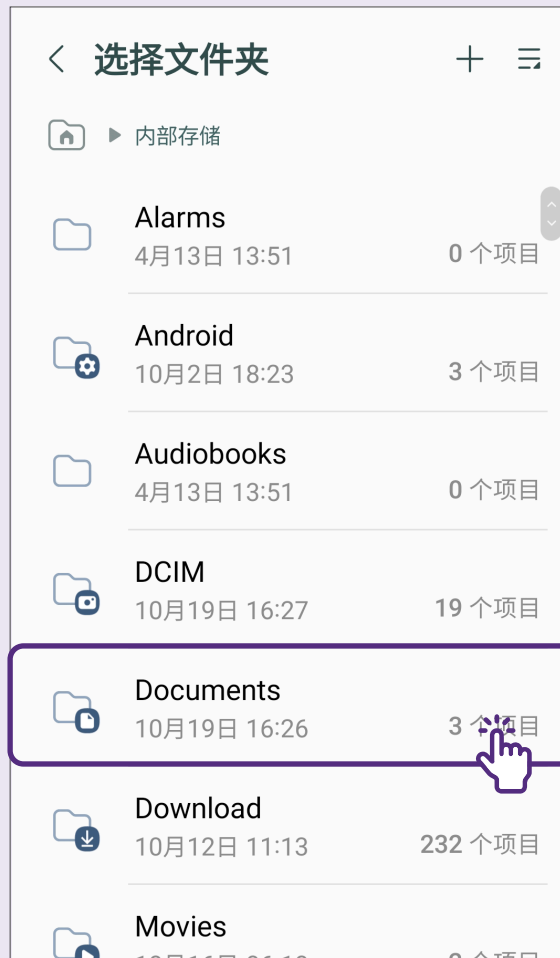 选择文件夹
内部存储
Alarms
4月13日 13:51
0 个项目
Android
10月2日 18:23
3 个项目
Audiobooks
4月13日 13:51
0 个项目
DCIM
10月19日 16:27
19 个项目
Documents
10月19日 16:26
3 个项目
Download
10月12日 11:13
232 个项目
Movies